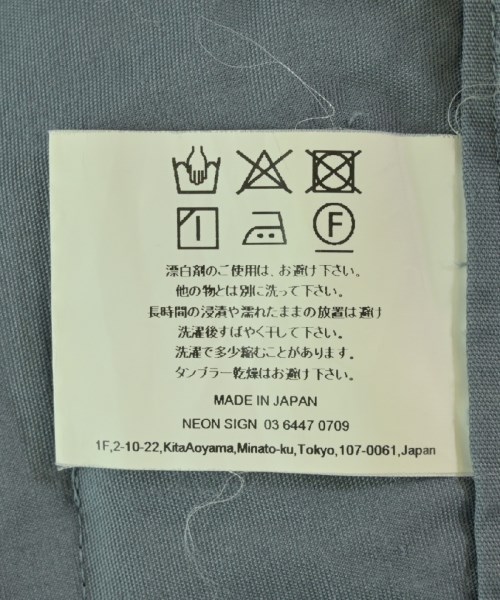 F
漂白剤のご使用は、お避け下さい。
他の物とは別に洗って下さい。
長時間の浸漬や濡れたままの放置は避け
洗濯後すばやく干して下さい。
洗濯で多少縮むことがあります。
タンブラー乾燥はお避け下さい。
MADE IN JAPAN
NEON SIGN 03 6447 0709
1F,2-10-22,KitaAoyama,Minato-ku,Tokyo,107-0061,Japan